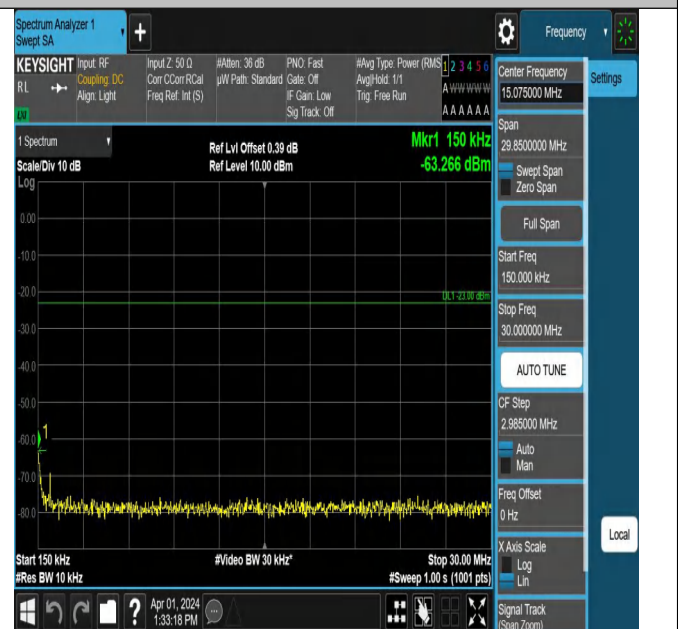 Spectrum Analyzer 1
Swept SA
+
Frequency
KEYSIGHT
RL
LXI
Input: RF
Coupling: DC
Align: Light
Input Z: 50 Ω
Corr CCorr RCal
Freq Ref: Int (S)
#Atten: 36 dB
µW Path: Standard
PNO: Fast
Gate: Off
IF Gain: Low
Sig Track: Off
#Avg Type: Power (RMS
Avg|Hold: 1/1
Trig: Free Run
1 2 3 4 5 6
A W W W W W
A A A A A A
1 Spectrum
Scale/Div 10 dB
Log
Ref Lvl Offset 0.39 dB
Ref Level 10.00 dBm
Mkr1 150 kHz
-63.266 dBm
0.00
-10.0
-20.0
-30.0
-40.0
-50.0
-60.0
-70.0
-80.0
DL1 -23.00 dBm
1
Start 150 kHz
#Res BW 10 kHz
#Video BW 30 kHz*
Stop 30.00 MHz
#Sweep 1.00 s (1001 pts)
?
Apr 01, 2024
1:33:18 PM
Center Frequency
15.075000 MHz
Settings
Span
29.8500000 MHz
Swept Span
Zero Span
Full Span
Start Freq
150.000 kHz
Stop Freq
30.000000 MHz
AUTO TUNE
CF Step
2.985000 MHz
Auto
Man
Freq Offset
0 Hz
X Axis Scale
Log
Lin
Local
Signal Track
(Span Zoom)